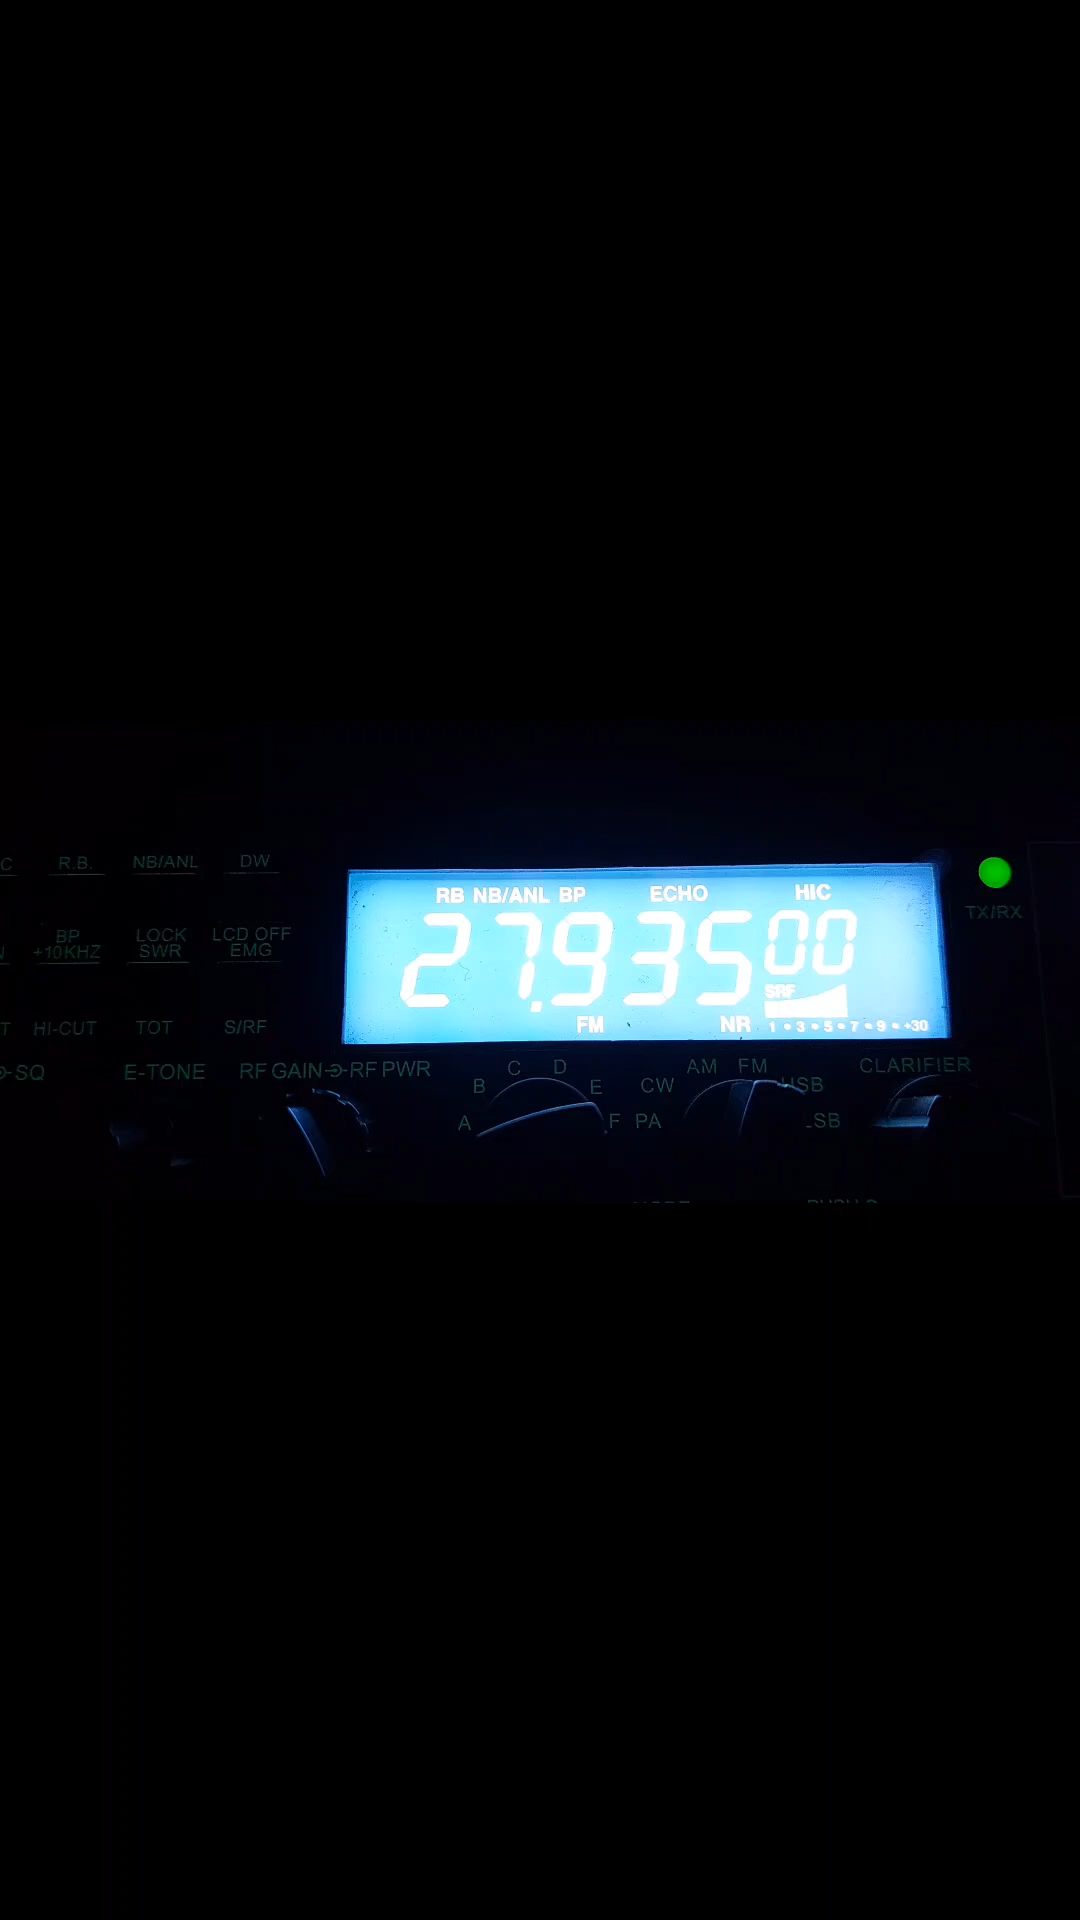 C R.B. NB/ANL DW
RB NB/ANL BP ECHO HIC
TX/RX
BP LOCK LCD OFF
+10KHZ SWR EMG
27.93500
SRF
FM NR 1 • 3 • 5 • 7 • 9 • +30
T HI-CUT TOT S/RF
SQ E-TONE RF GAIN RF PWR
C D AM FM CLARIFIER
B E CW USB
A F PA LSB